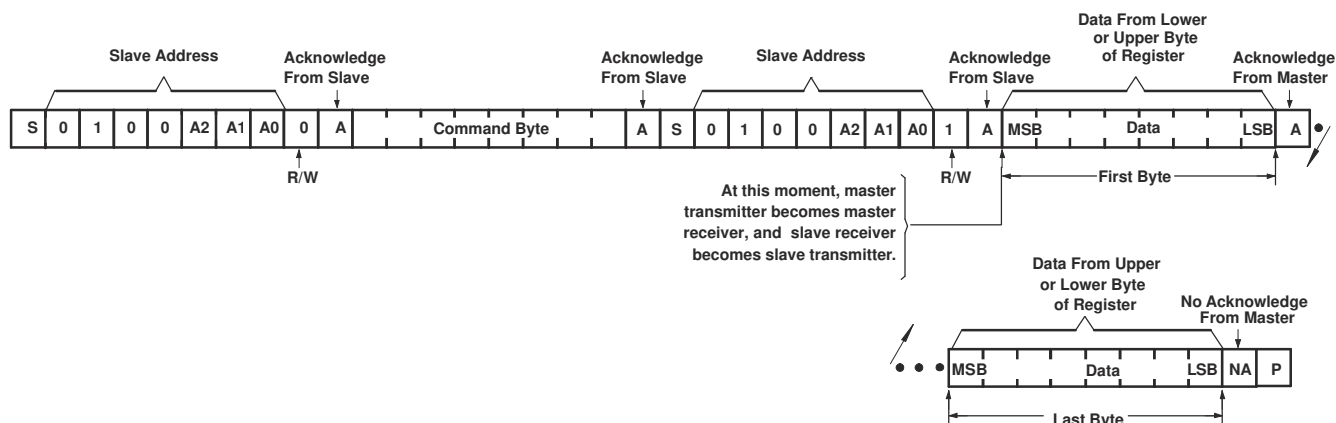 Slave Address
Acknowledge
From Slave
Acknowledge
From Slave
Slave Address
Acknowledge
From Slave
Data From Lower
or Upper Byte
of Register
Acknowledge
From Master
S 0 1 0 0 A2 A1 A0 0 A Command Byte A S 0 1 0 0 A2 A1 A0 1 A MSB Data LSB A
R/W
R/W
First Byte
At this moment, master
transmitter becomes master
receiver, and slave receiver
becomes slave transmitter.
Data From Upper
or Lower Byte
of Register
No Acknowledge
From Master
MSB Data LSB NA P
Last Byte